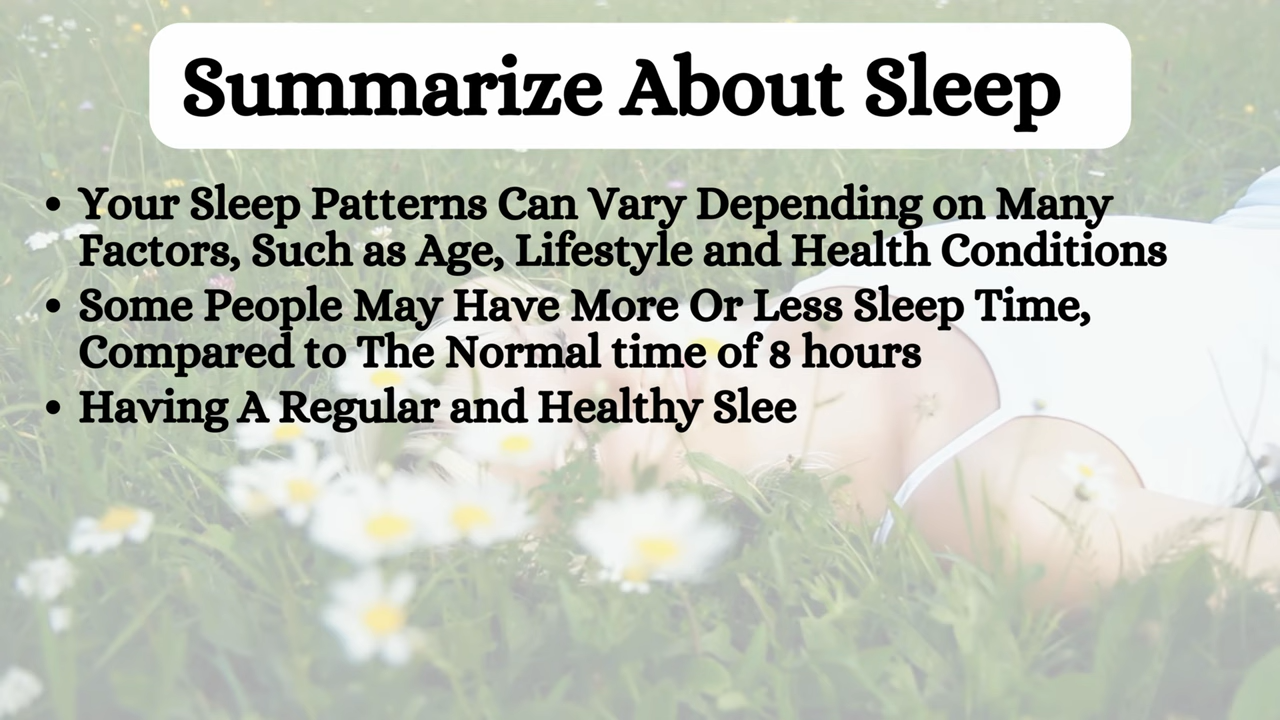 Summarize About Sleep
• Your Sleep Patterns Can Vary Depending on Many
Factors, Such as Age, Lifestyle and Health Conditions
• Some People May Have More Or Less Sleep Time,
Compared to The Normal time of 8 hours
• Having A Regular and Healthy Slee